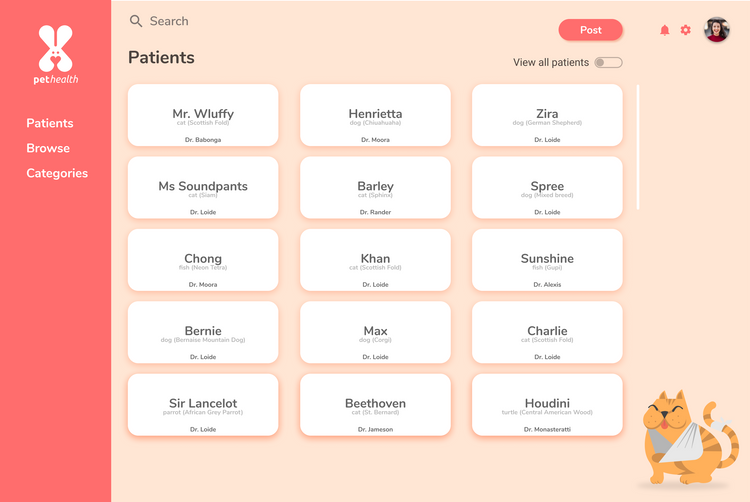 Search
Post
pethealth
Patients
View all patients
Patients
Browse
Categories
Mr. Wluffy
cat (Scottish Fold)
Dr. Babonga
Henrietta
dog (Chiuahuaha)
Dr. Moora
Zira
dog (German Shepherd)
Dr. Loide
Ms Soundpants
cat (Siam)
Dr. Loide
Barley
cat (Sphinx)
Dr. Rander
Spree
dog (Mixed breed)
Dr. Loide
Chong
fish (Neon Tetra)
Dr. Moora
Khan
cat (Scottish Fold)
Dr. Loide
Sunshine
fish (Gupi)
Dr. Alexis
Bernie
dog (Bernaise Mountain Dog)
Dr. Loide
Max
dog (Corgi)
Dr. Loide
Charlie
cat (Scottish Fold)
Dr. Loide
Sir Lancelot
parrot (African Grey Parrot)
Dr. Loide
Beethoven
cat (St. Bernard)
Dr. Jameson
Houdini
turtle (Central American Wood)
Dr. Monasteratti